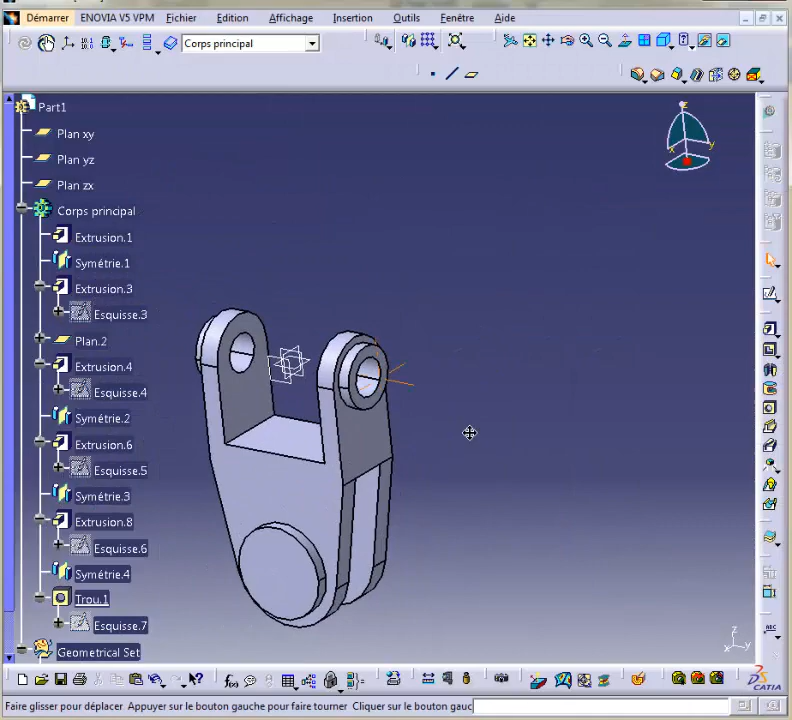 Démarrer ENOVIA V5 VPM Fichier Edition Affichage Insertion Outils Fenêtre Aide
Corps principal
Part1
Plan xy
Plan yz
Plan zx
Corps principal
Extrusion.1
Symétrie.1
Extrusion.3
Esquisse.3
Plan.2
Extrusion.4
Esquisse.4
Symétrie.2
Extrusion.6
Esquisse.5
Symétrie.3
Extrusion.8
Esquisse.6
Symétrie.4
Trou.1
Esquisse.7
Geometrical Set
z
x
y
z
x
y
CATIA
Faire glisser pour déplacer Appuyer sur le bouton gauche pour faire tourner Cliquer sur le bouton gauc